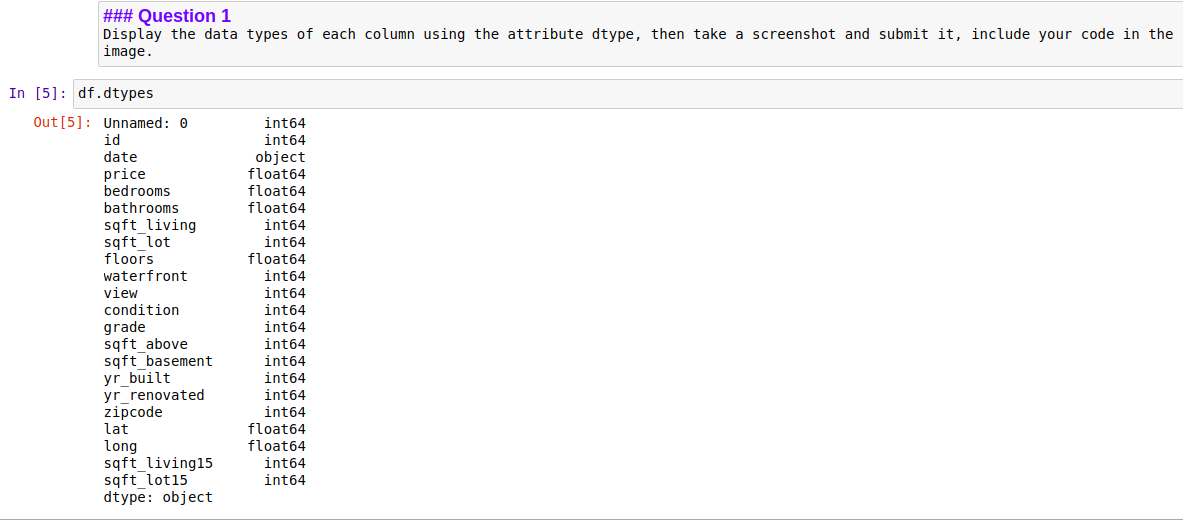 ### Question 1
Display the data types of each column using the attribute dtype, then take a screenshot and submit it, include your code in the
image.
In [5]: df.dtypes
Out[5]: Unnamed: 0 int64
id int64
date object
price float64
bedrooms float64
bathrooms float64
sqft_living int64
sqft_lot int64
floors float64
waterfront int64
view int64
condition int64
grade int64
sqft_above int64
sqft_basement int64
yr_built int64
yr_renovated int64
zipcode int64
lat float64
long float64
sqft_living15 int64
sqft_lot15 int64
dtype: object